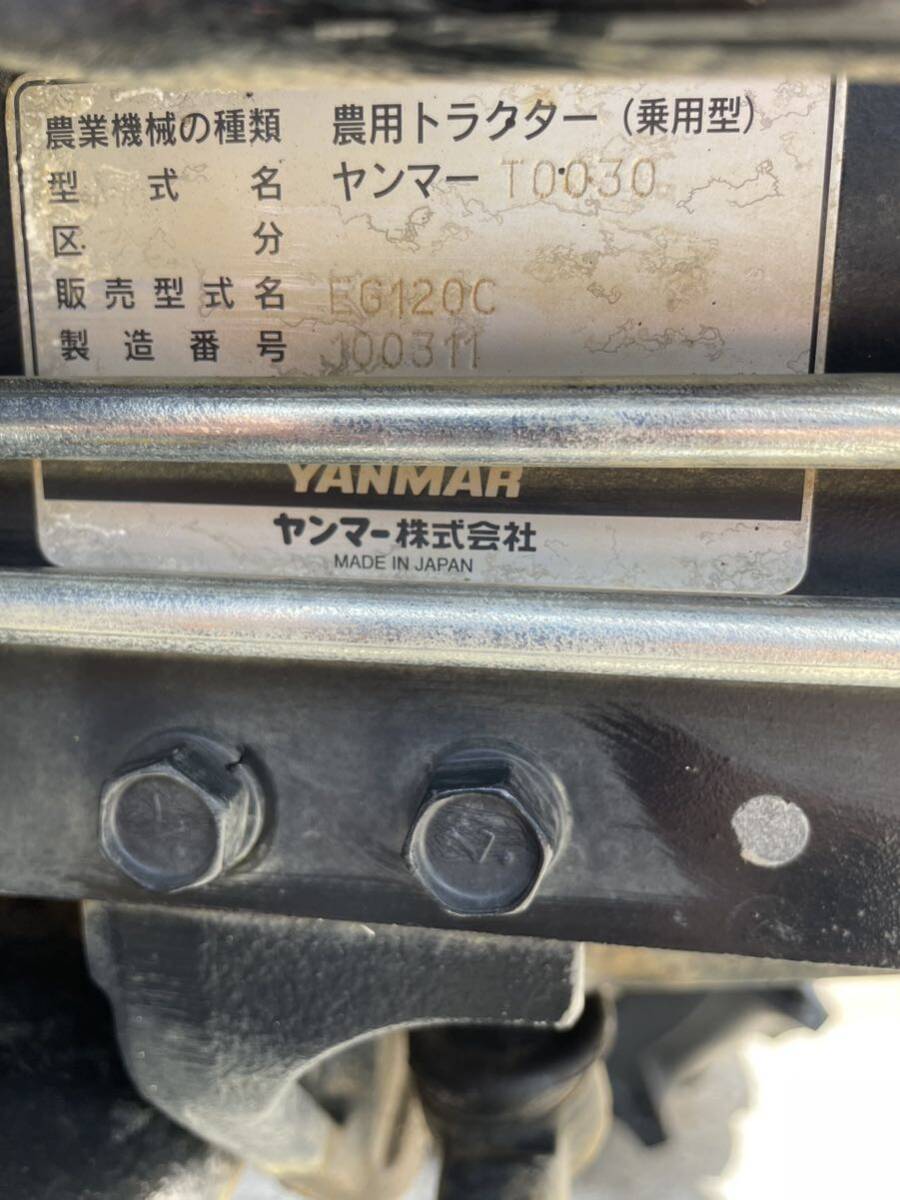 農業機械の種類 農用トラクター（乗用型）
型式名 ヤンマー T0030
区分
販売型式名 EG120C
製造番号 100311
YANMAR
ヤンマー株式会社
MADE IN JAPAN